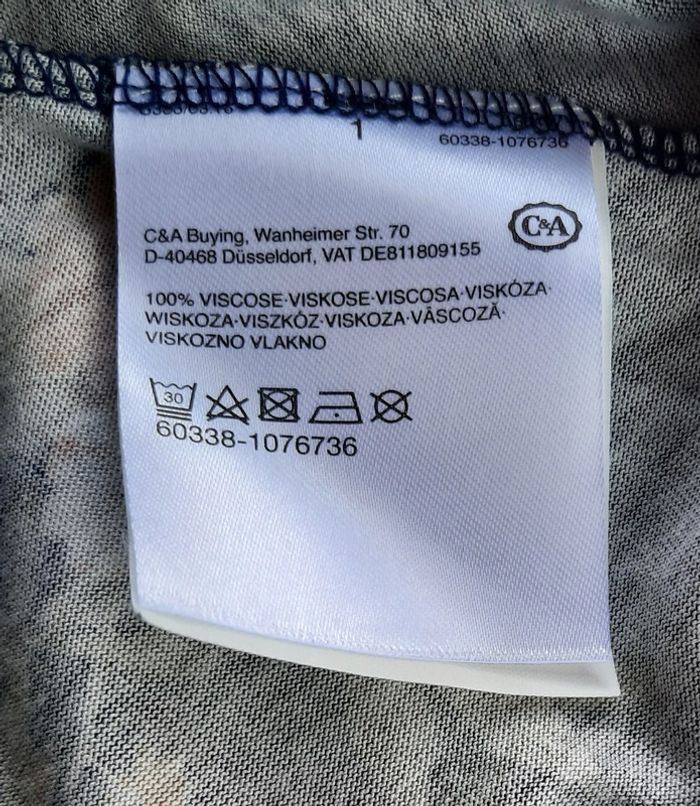 1
60338-1076736
C&A
C&A Buying, Wanheimer Str. 70
D-40468 Düsseldorf, VAT DE811809155
100% VISCOSE·VISKOSE·VISCOSA·VISKÓZA·
WISKOZA·VISZKÓZ·VISKOZA·VÂSCOZĂ·
VISKOZNO VLAKNO
30
60338-1076736